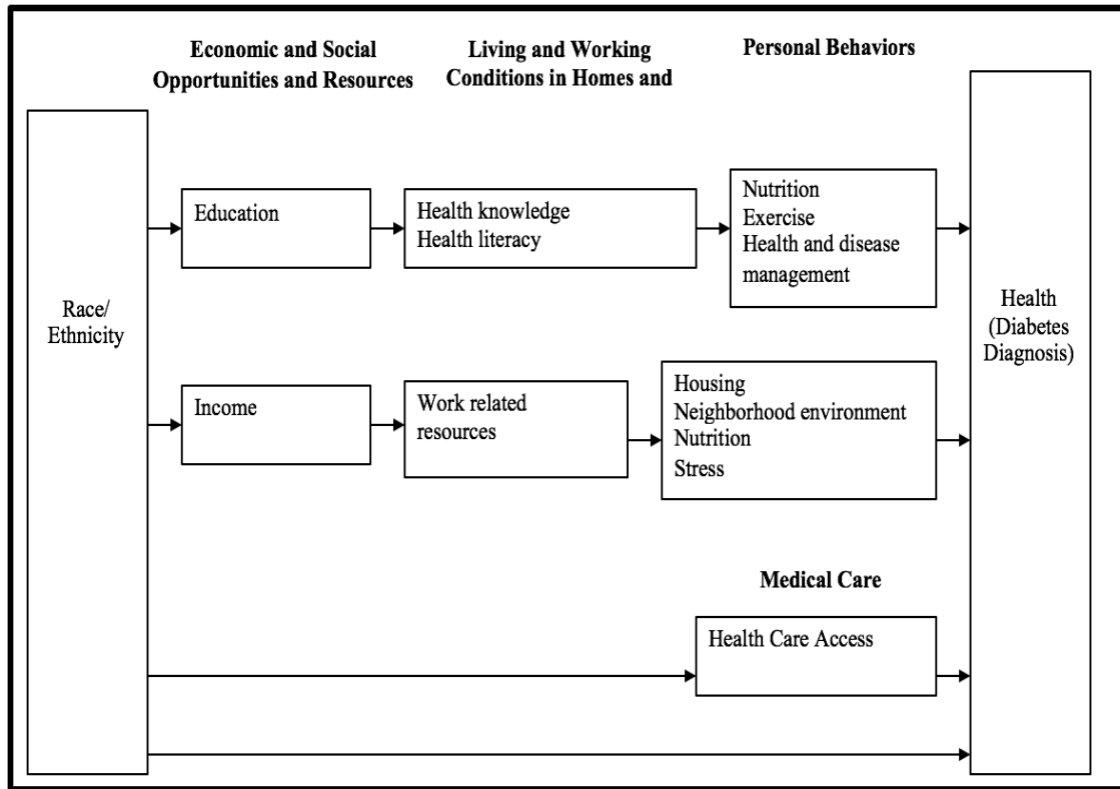 Economic and Social
Opportunities and Resources
Living and Working
Conditions in Homes and
Personal Behaviors
Race/
Ethnicity
Education
Health knowledge
Health literacy
Nutrition
Exercise
Health and disease
management
Income
Work related
resources
Housing
Neighborhood environment
Nutrition
Stress
Medical Care
Health Care Access
Health
(Diabetes
Diagnosis)